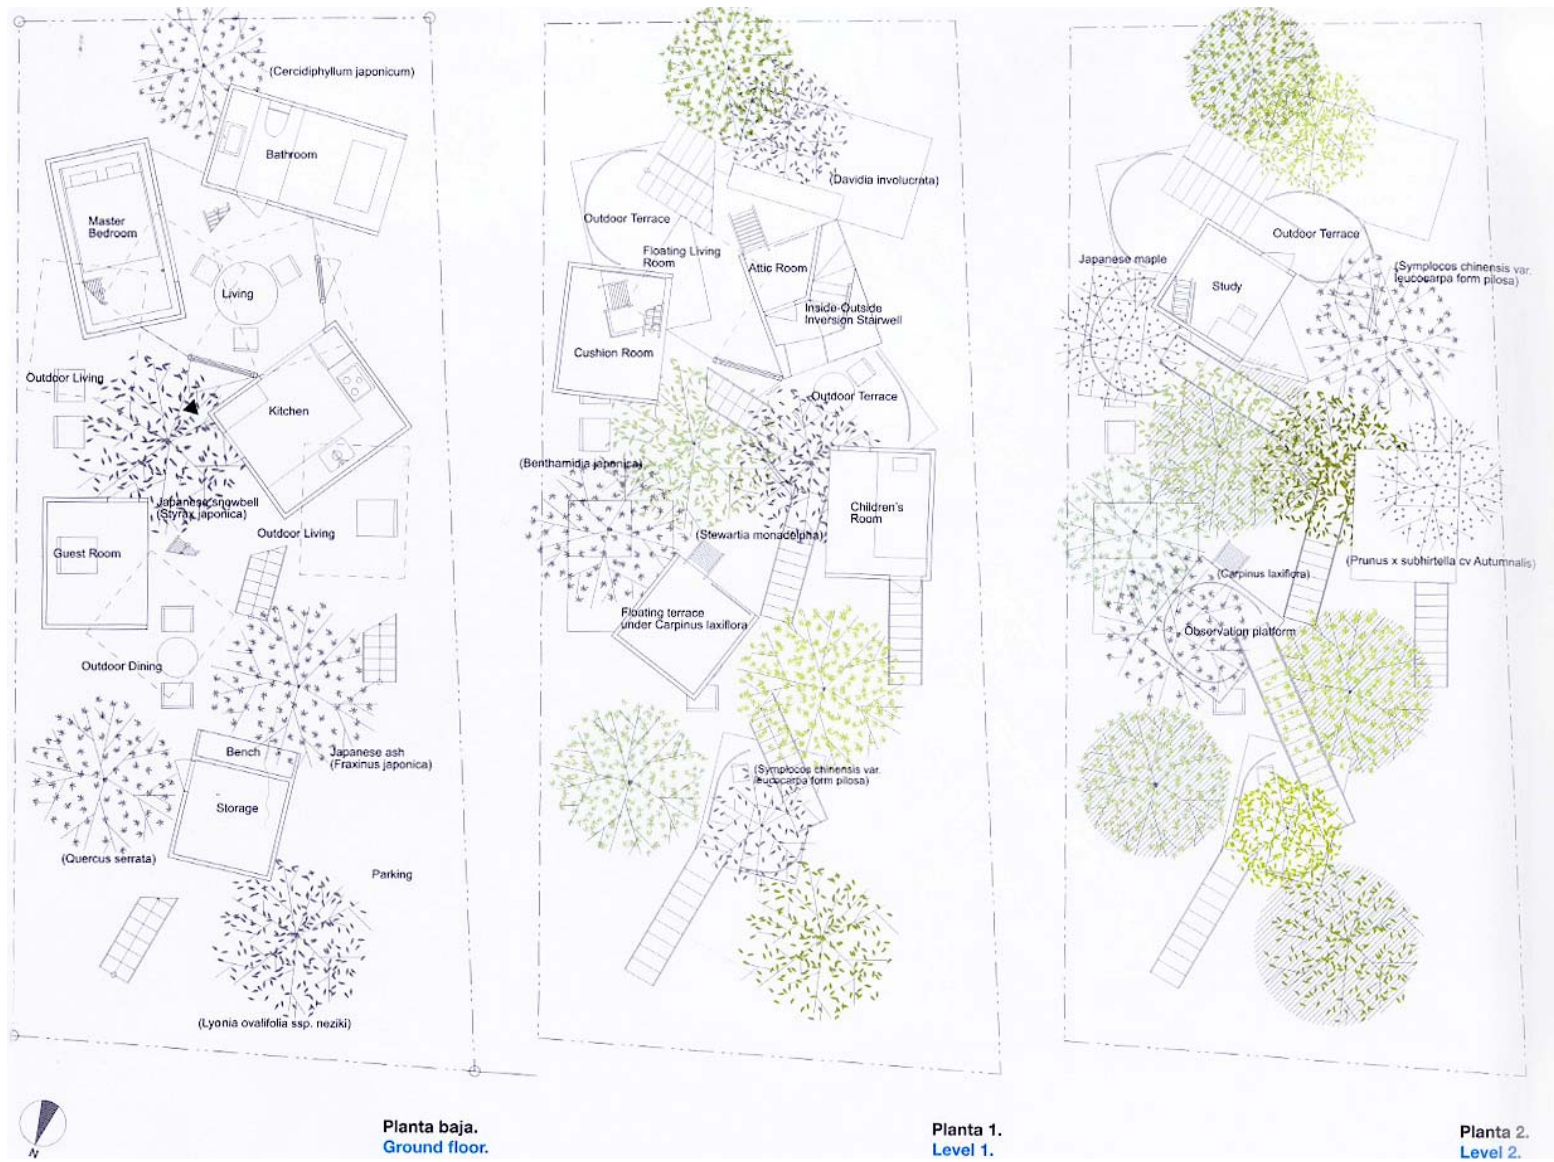 (Cercidiphyllum japonicum)
Bathroom
Master
Bedroom
Living
Outdoor Living
Kitchen
Japanese snowbell
(Styrax japonica)
Outdoor Living
Guest Room
Outdoor Dining
Bench
Japanese ash
(Fraxinus japonica)
Storage
(Quercus serrata)
Parking
(Lyonia ovalifolia ssp. neziki)
N
Planta baja.
Ground floor.
(Davidia involucrata)
Outdoor Terrace
Floating Living
Room
Attic Room
Inside-Outside
Inversion Stairwell
Cushion Room
Outdoor Terrace
(Benthamidia japonica)
Children's
Room
(Stewartia monadelpha)
Floating terrace
under Carpinus laxiflora
(Symplocos chinensis var.
leucocarpa form pilosa)
Planta 1.
Level 1.
Outdoor Terrace
Japanese maple
(Symplocos chinensis var.
leucocarpa form pilosa)
Study
(Prunus x subhirtella cv Autumnalis)
(Carpinus laxiflora)
Observation platform
Planta 2.
Level 2.